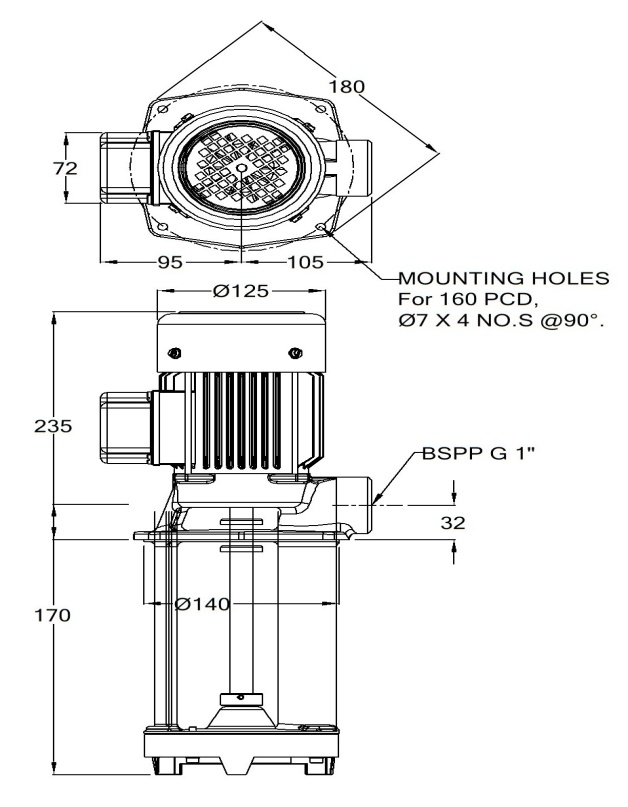 180
72
95
105
MOUNTING HOLES
For 160 PCD,
Ø7 X 4 NO.S @90°.
Ø125
235
BSPP G 1"
32
Ø140
170